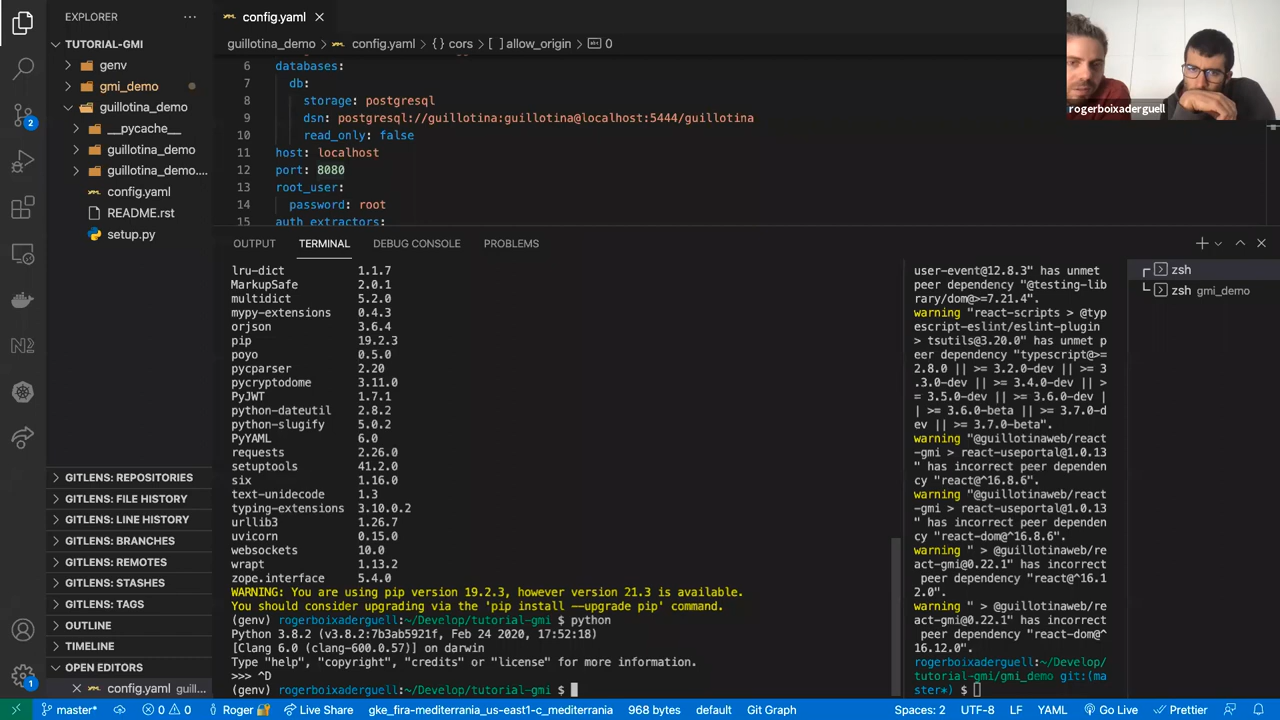 EXPLORER
TUTORIAL-GMI
genv
gmi_demo
guillotina_demo
__pycache__
guillotina_demo
guillotina_demo....
config.yaml
README.rst
setup.py
GITLENS: REPOSITORIES
GITLENS: FILE HISTORY
GITLENS: LINE HISTORY
GITLENS: BRANCHES
GITLENS: REMOTES
GITLENS: STASHES
GITLENS: TAGS
OUTLINE
TIMELINE
OPEN EDITORS
config.yaml guill...
2
1
config.yaml
guillotina_demo > config.yaml > {} cors > [ ] allow_origin > 0
6 databases:
7 db:
8 storage: postgresql
9 dsn: postgresql://guillotina:guillotina@localhost:5444/guillotina
10 read_only: false
11 host: localhost
12 port: 8080
13 root_user:
14 password: root
15 auth_extractors:
rogerboixaderguell
OUTPUT TERMINAL DEBUG CONSOLE PROBLEMS
lru-dict 1.1.7
MarkupSafe 2.0.1
multidict 5.2.0
mypy-extensions 0.4.3
orjson 3.6.4
pip 19.2.3
poyo 0.5.0
pycparser 2.20
pycryptodome 3.11.0
PyJWT 1.7.1
python-dateutil 2.8.2
python-slugify 5.0.2
PyYAML 6.0
requests 2.26.0
setuptools 41.2.0
six 1.16.0
text-unidecode 1.3
typing-extensions 3.10.0.2
urllib3 1.26.7
uvicorn 0.15.0
websockets 10.0
wrapt 1.13.2
zope.interface 5.4.0
WARNING: You are using pip version 19.2.3, however version 21.3 is available.
You should consider upgrading via the 'pip install --upgrade pip' command.
(genv) rogerboixaderguell:~/Develop/tutorial-gmi $ python
Python 3.8.2 (v3.8.2:7b3ab5921f, Feb 24 2020, 17:52:18)
[Clang 6.0 (clang-600.0.57)] on darwin
Type "help", "copyright", "credits" or "license" for more information.
>>> ^D
(genv) rogerboixaderguell:~/Develop/tutorial-gmi $
user-event@12.8.3" has unmet
peer dependency "@testing-lib
rary/dom@>=7.21.4".
warning "react-scripts > @typ
escript-eslint/eslint-plugin
> tsutils@3.20.0" has unmet p
eer dependency "typescript@>=
2.8.0 || >= 3.2.0-dev || >= 3
.3.0-dev || >= 3.4.0-dev || >
= 3.5.0-dev || >= 3.6.0-dev |
| >= 3.6.0-beta || >= 3.7.0-d
ev || >= 3.7.0-beta".
warning "@guillotinaweb/react
-gmi > react-useportal@1.0.13
" has incorrect peer dependen
cy "react@^16.8.6".
warning "@guillotinaweb/react
-gmi > react-useportal@1.0.13
" has incorrect peer dependen
cy "react-dom@^16.8.6".
warning " > @guillotinaweb/re
act-gmi@0.22.1" has incorrect
peer dependency "react@^16.1
2.0".
warning " > @guillotinaweb/re
act-gmi@0.22.1" has incorrect
peer dependency "react-dom@^
16.12.0".
rogerboixaderguell:~/Develop/
tutorial-gmi/gmi_demo git:(ma
ster*) $
zsh
zsh gmi_demo
master* 0 0 Roger Live Share gke_fira-mediterrania_us-east1-c_mediterrania 968 bytes default Git Graph Spaces: 2 UTF-8 LF YAML Go Live Prettier